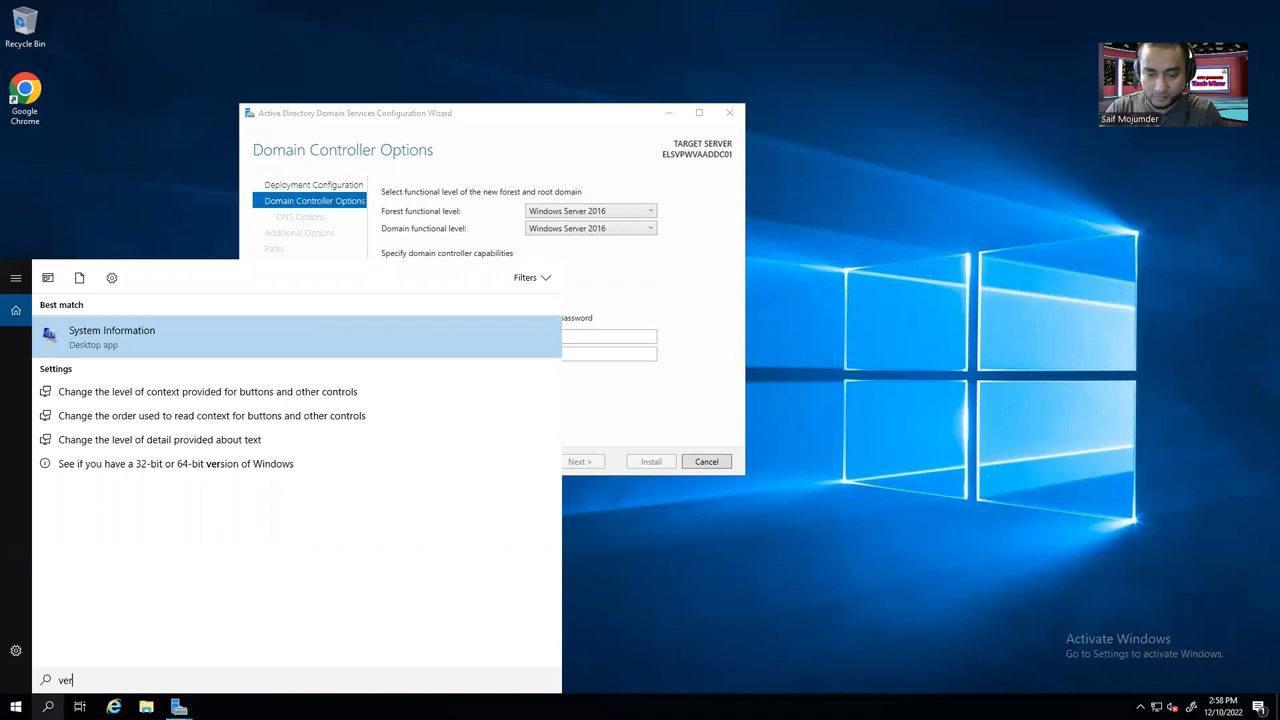 Recycle Bin
Google
Chrome
Saif Mojumder
Active Directory Domain Services Configuration Wizard
Domain Controller Options
TARGET SERVER
ELSVPWVAADDC01
Deployment Configuration
Domain Controller Options
DNS Options
Additional Options
Paths
Select functional level of the new forest and root domain
Forest functional level:
Windows Server 2016
Domain functional level:
Windows Server 2016
Specify domain controller capabilities
password
Next >
Install
Cancel
Filters
Best match
System Information
Desktop app
Settings
Change the level of context provided for buttons and other controls
Change the order used to read context for buttons and other controls
Change the level of detail provided about text
See if you have a 32-bit or 64-bit version of Windows
ver
Activate Windows
Go to Settings to activate Windows.
2:58 PM
12/10/2022
1